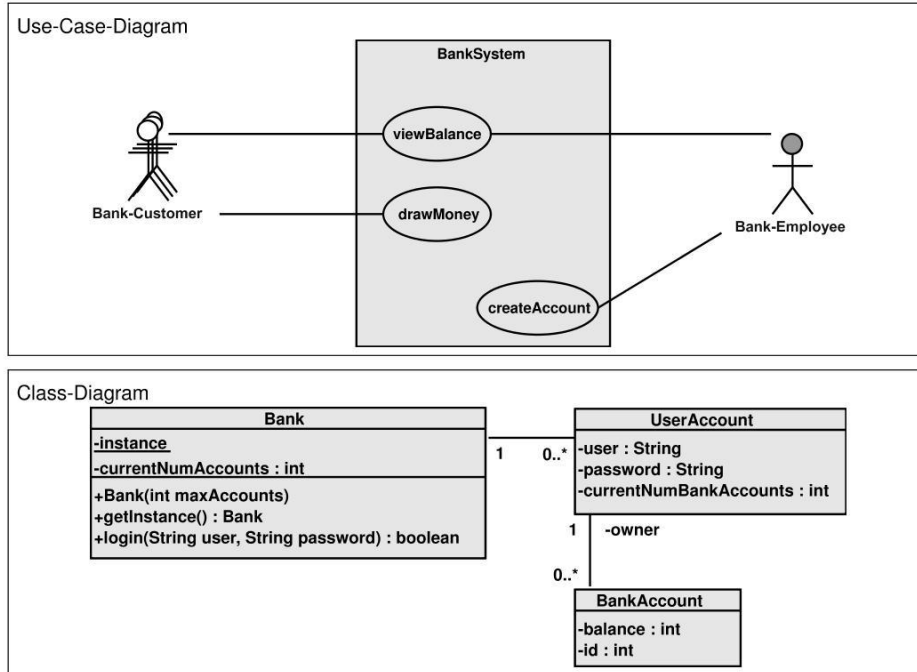 Use-Case-Diagram
BankSystem
viewBalance
Bank-Customer
drawMoney
Bank-Employee
createAccount
Class-Diagram
Bank
-instance
-currentNumAccounts : int
+Bank(int maxAccounts)
+getInstance() : Bank
+login(String user, String password) : boolean
1
0..*
UserAccount
-user : String
-password : String
-currentNumBankAccounts : int
1
-owner
0..*
BankAccount
-balance : int
-id : int